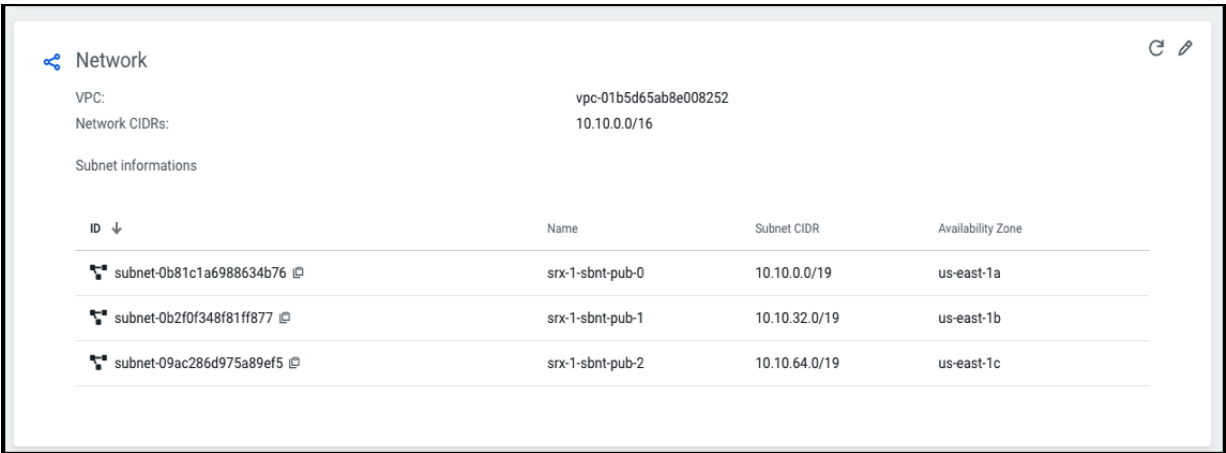 Network
VPC: vpc-01b5d65ab8e008252
Network CIDRs: 10.10.0.0/16
Subnet informations
ID Name Subnet CIDR Availability Zone
subnet-0b81c1a6988634b76 srx-1-sbnt-pub-0 10.10.0.0/19 us-east-1a
subnet-0b2f0f348f81ff877 srx-1-sbnt-pub-1 10.10.32.0/19 us-east-1b
subnet-09ac286d975a89ef5 srx-1-sbnt-pub-2 10.10.64.0/19 us-east-1c